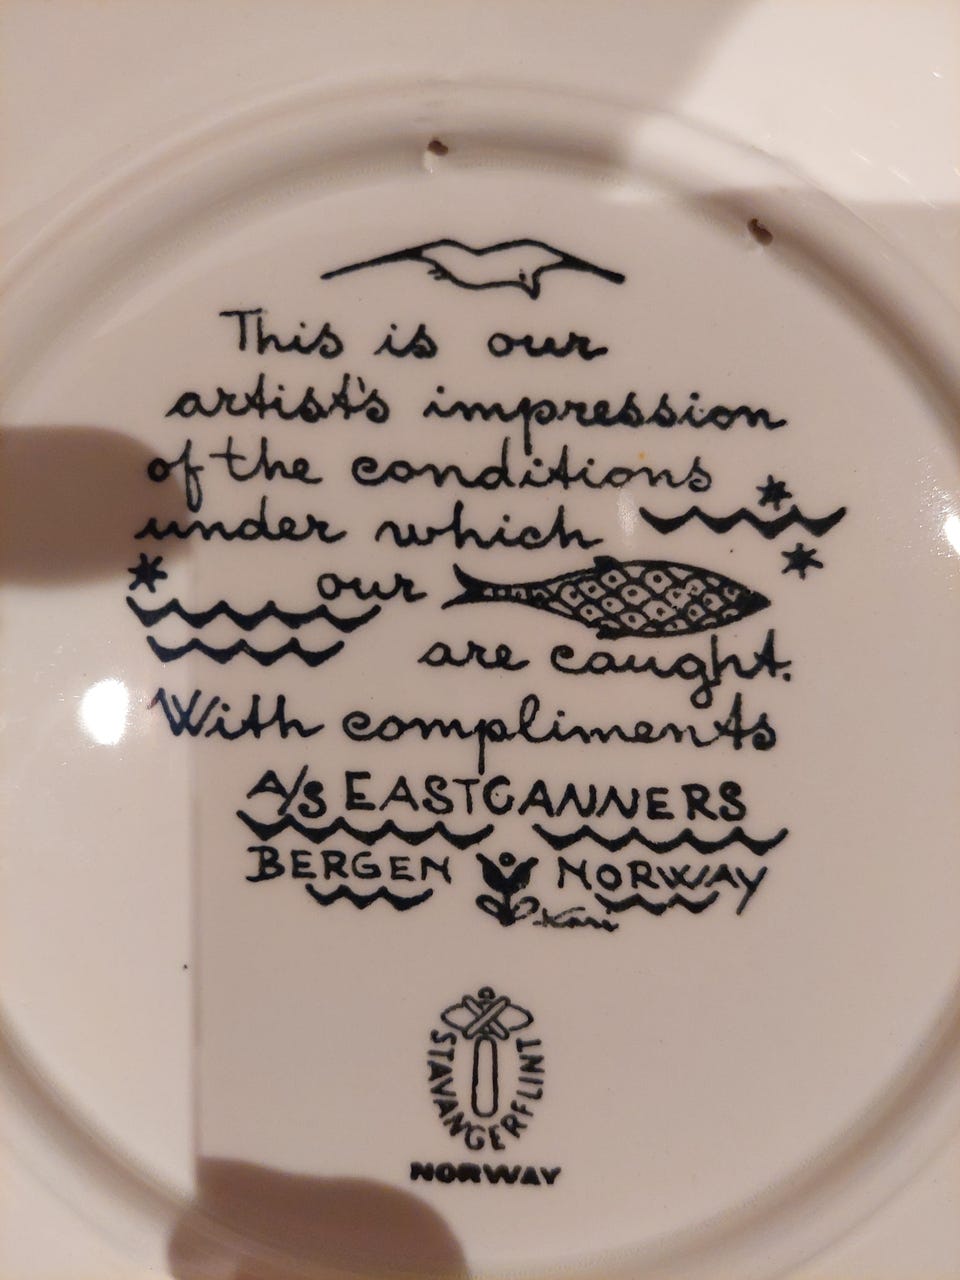 This is our
artist's impression
of the conditions
under which
our
are caught.
With compliments
A/S EASTCANNERS
BERGEN NORWAY
Kari
STAVANGERFLINT
NORWAY